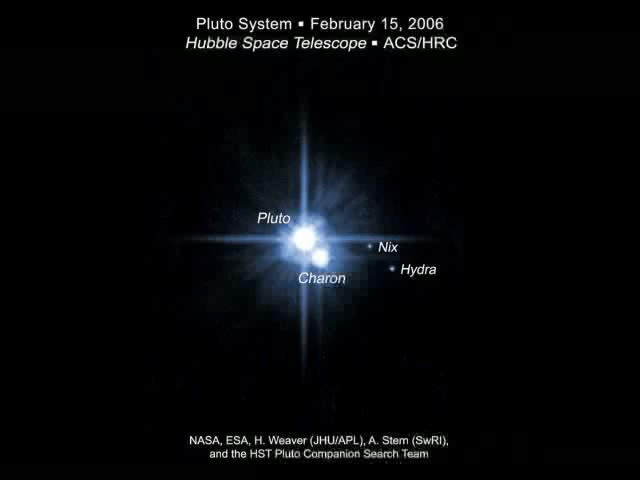 Pluto System ▪ February 15, 2006
Hubble Space Telescope ▪ ACS/HRC
Pluto
Nix
Hydra
Charon
NASA, ESA, H. Weaver (JHU/APL), A. Stern (SwRI),
and the HST Pluto Companion Search Team